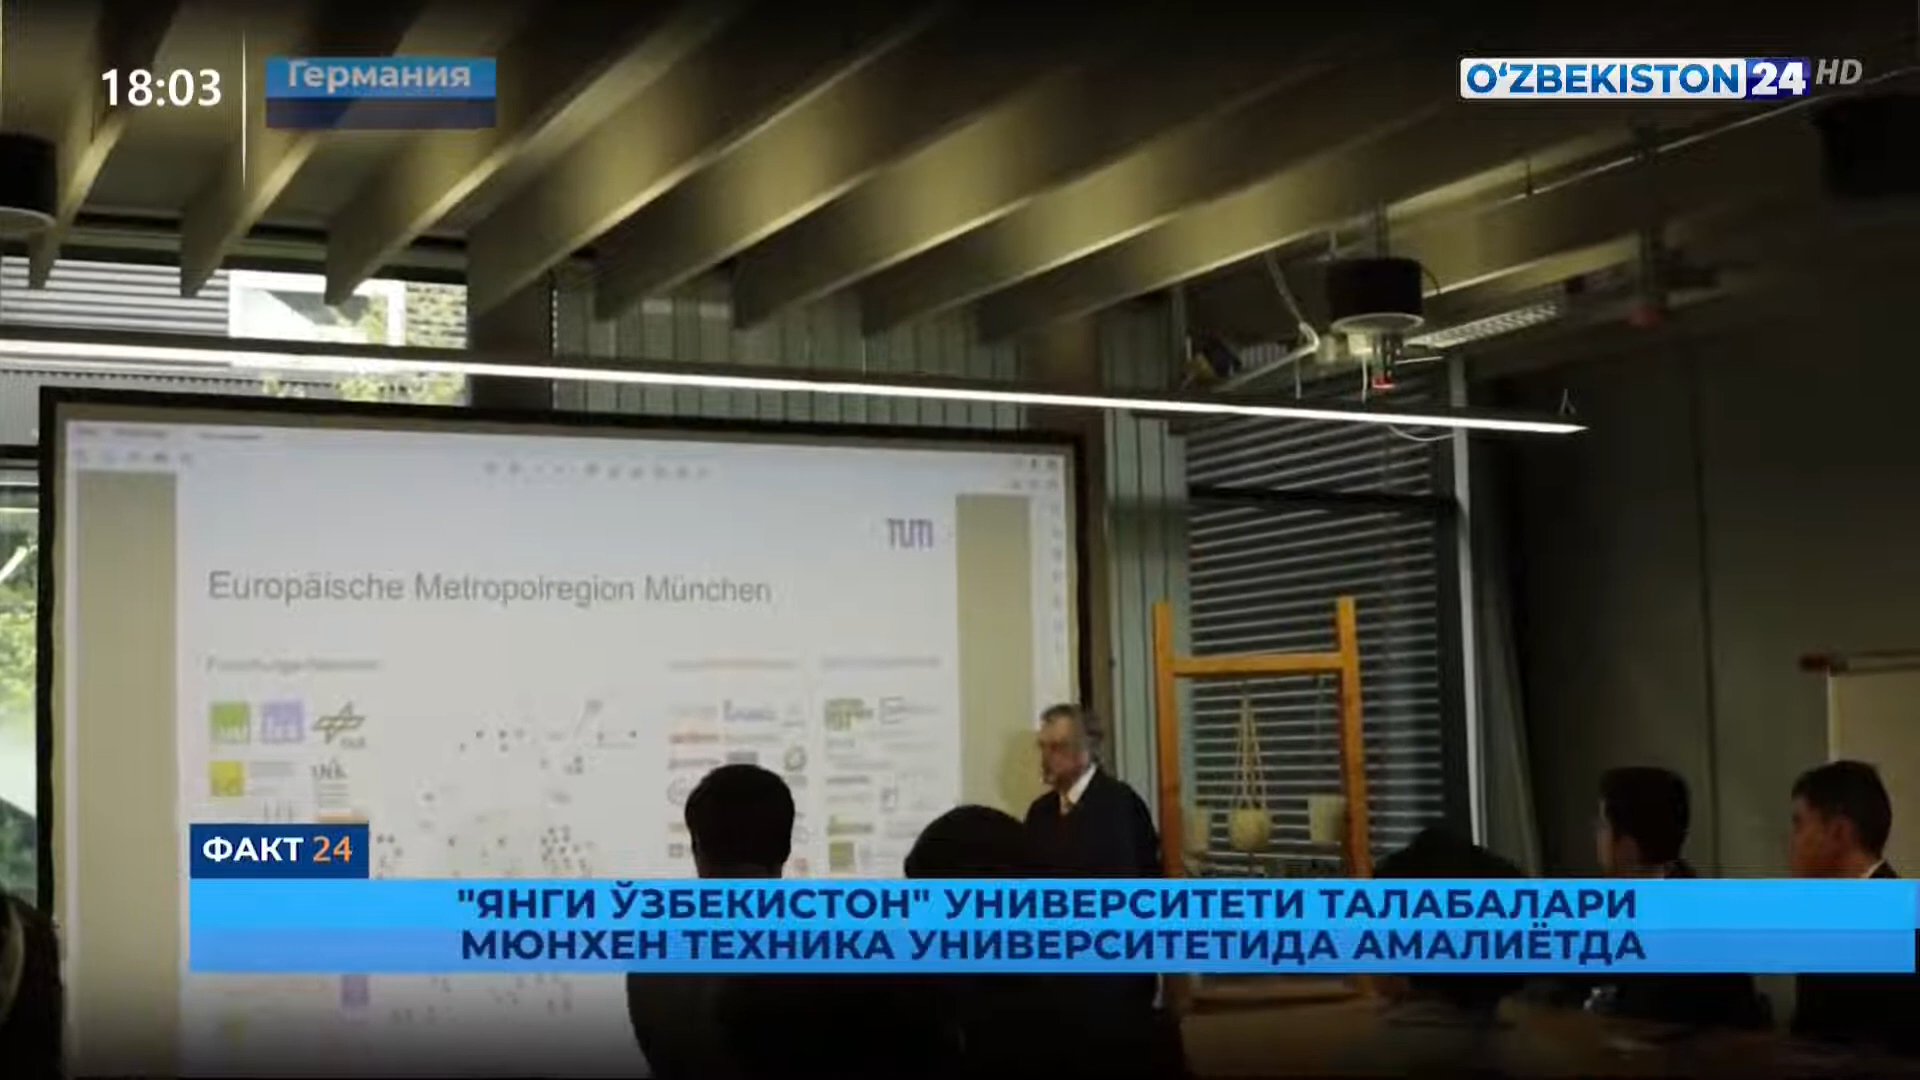 18:03
Германия
O‘ZBEKISTON 24 HD
TUM
Europäische Metropolregion München
ФАКТ 24
"ЯНГИ ЎЗБЕКИСТОН" УНИВЕРСИТЕТИ ТАЛАБАЛАРИ
МЮНХЕН ТЕХНИКА УНИВЕРСИТЕТИДА АМАЛИЁТДА